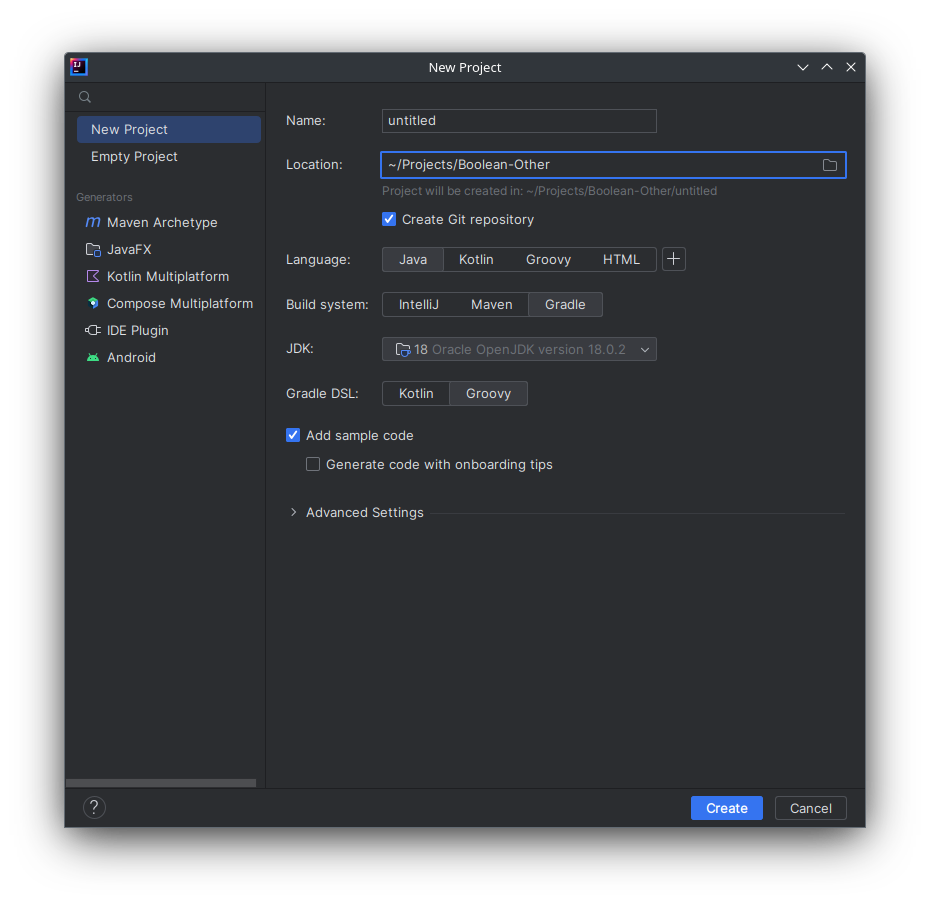 New Project
New Project
Empty Project
Generators
Maven Archetype
JavaFX
Kotlin Multiplatform
Compose Multiplatform
IDE Plugin
Android
Name: untitled
Location: ~/Projects/Boolean-Other
Project will be created in: ~/Projects/Boolean-Other/untitled
Create Git repository
Language: Java Kotlin Groovy HTML
Build system: IntelliJ Maven Gradle
JDK: 18 Oracle OpenJDK version 18.0.2
Gradle DSL: Kotlin Groovy
Add sample code
Generate code with onboarding tips
Advanced Settings
? Create Cancel